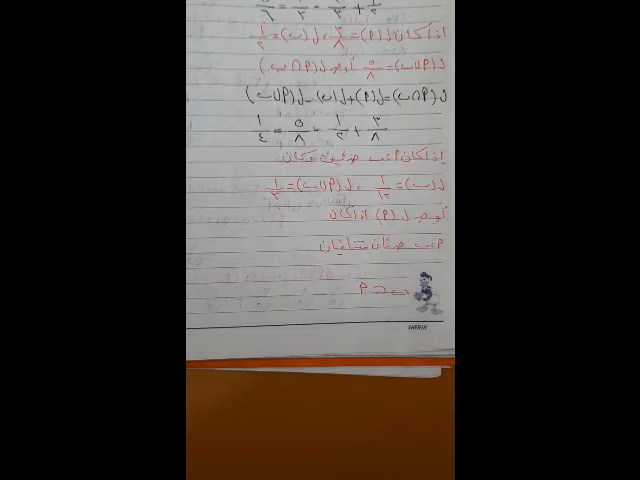 إذا كان ل(P) = ٣/٨ ، ل(ب) = ١/٢
ل(P∪ب) = ٥/٨ أوجد ل(P∩ب)
ل(P∩ب) = ل(P) + ل(ب) - ل(P∪ب)
٣/٨ + ١/٢ - ٥/٨ = ١/٤
إذا كان P، ب حدثين وكان
ل(ب) = ١/١٢ ، ل(P∪ب) = ١/٣
أوجد ل(P) إذا كان
P، ب حدثان متنافيان
ب ⊂ P
SHERIN